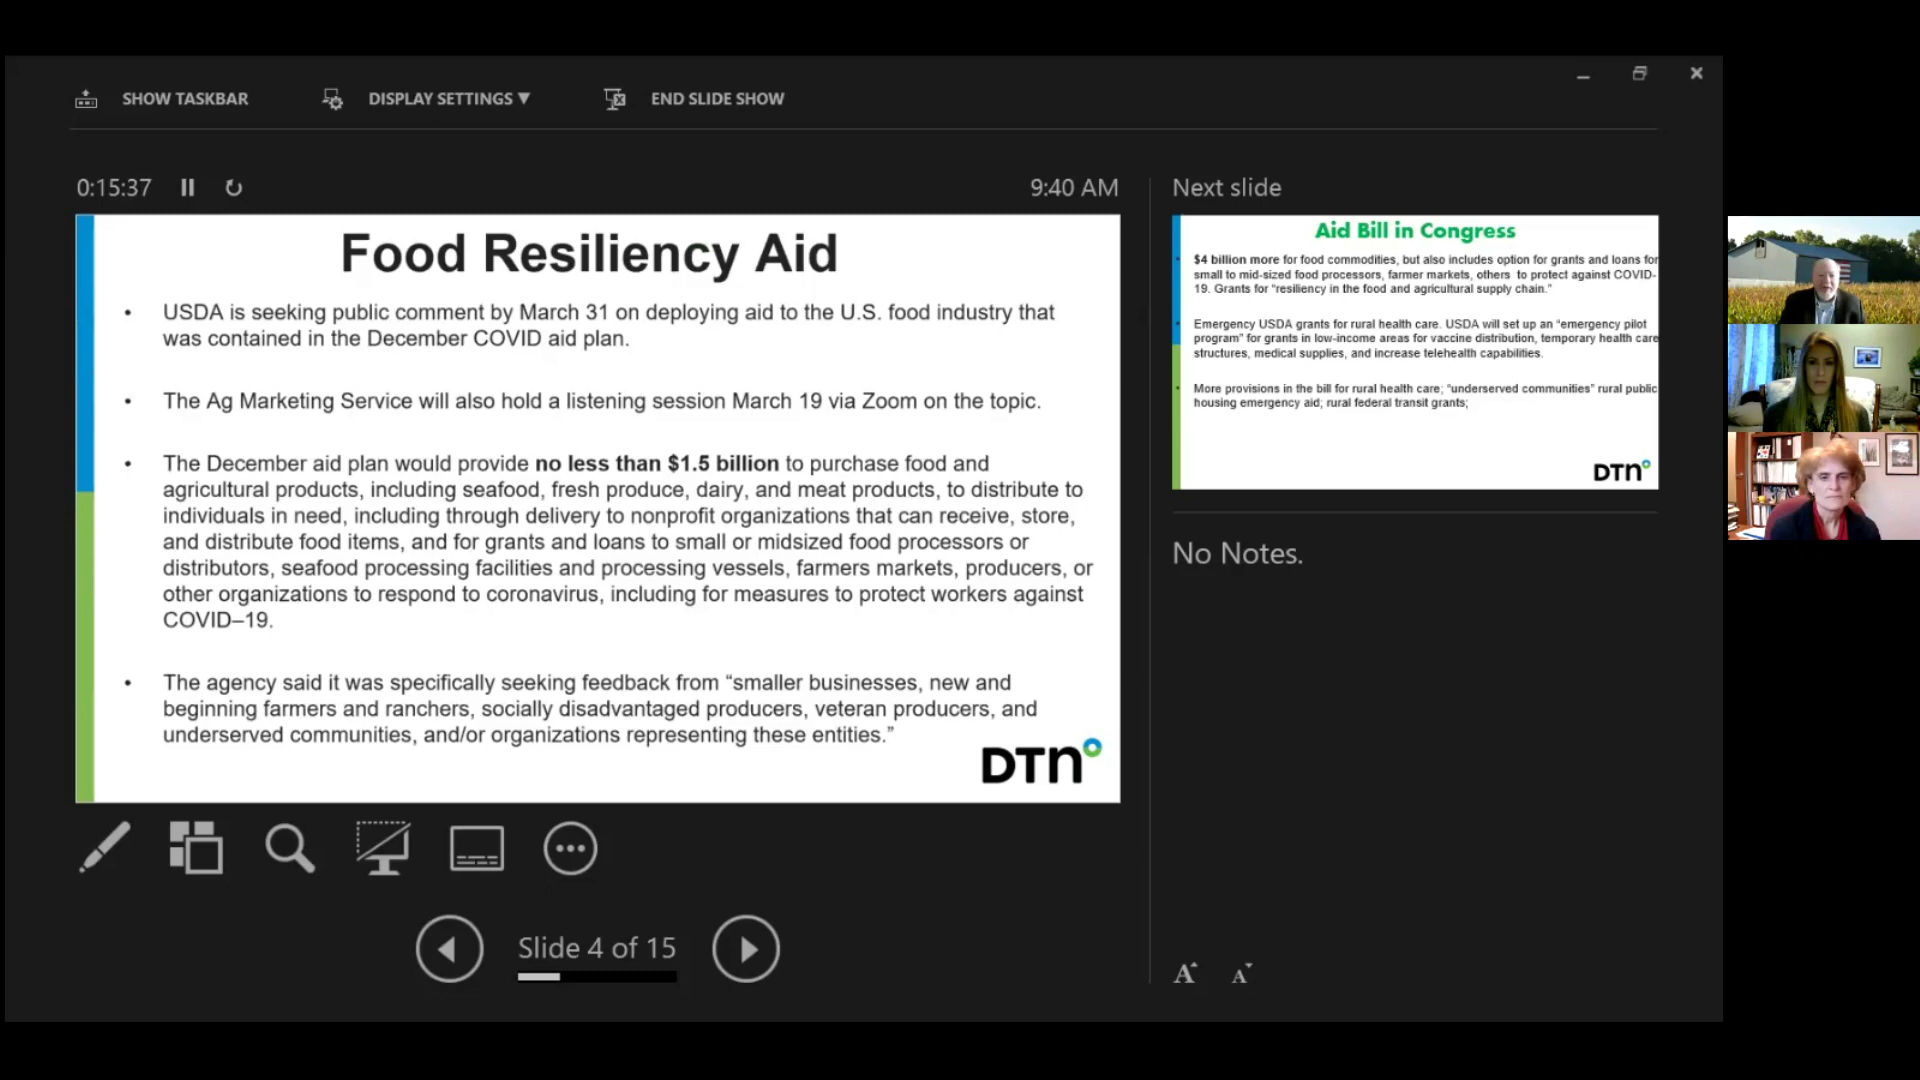 SHOW TASKBAR
DISPLAY SETTINGS ▼
END SLIDE SHOW
0:15:37
9:40 AM
Food Resiliency Aid
• USDA is seeking public comment by March 31 on deploying aid to the U.S. food industry that
was contained in the December COVID aid plan.
• The Ag Marketing Service will also hold a listening session March 19 via Zoom on the topic.
• The December aid plan would provide no less than $1.5 billion to purchase food and
agricultural products, including seafood, fresh produce, dairy, and meat products, to distribute to
individuals in need, including through delivery to nonprofit organizations that can receive, store,
and distribute food items, and for grants and loans to small or midsized food processors or
distributors, seafood processing facilities and processing vessels, farmers markets, producers, or
other organizations to respond to coronavirus, including for measures to protect workers against
COVID–19.
• The agency said it was specifically seeking feedback from “smaller businesses, new and
beginning farmers and ranchers, socially disadvantaged producers, veteran producers, and
underserved communities, and/or organizations representing these entities.”
DTN
Slide 4 of 15
Next slide
Aid Bill in Congress
• $4 billion more for food commodities, but also includes option for grants and loans for
small to mid-sized food processors, farmer markets, others to protect against COVID-
19. Grants for “resiliency in the food and agricultural supply chain.”
• Emergency USDA grants for rural health care. USDA will set up an “emergency pilot
program” for grants in low-income areas for vaccine distribution, temporary health care
structures, medical supplies, and increase telehealth capabilities.
• More provisions in the bill for rural health care; “underserved communities” rural public
housing emergency aid; rural federal transit grants;
DTN
No Notes.
A A